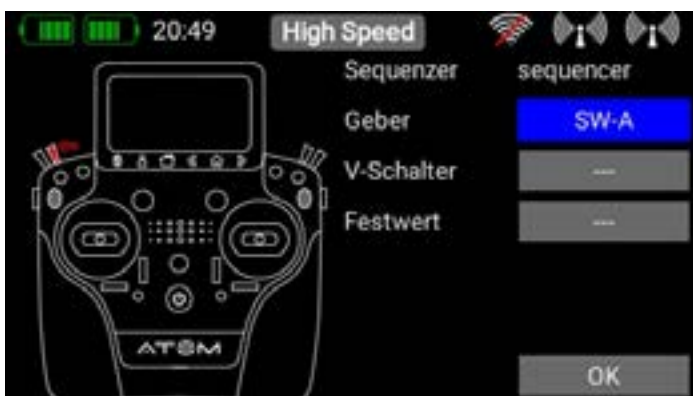 20:49 High Speed
Sequenzer sequencer
Geber SW-A
V-Schalter ---
Festwert ---
ATOM
OK